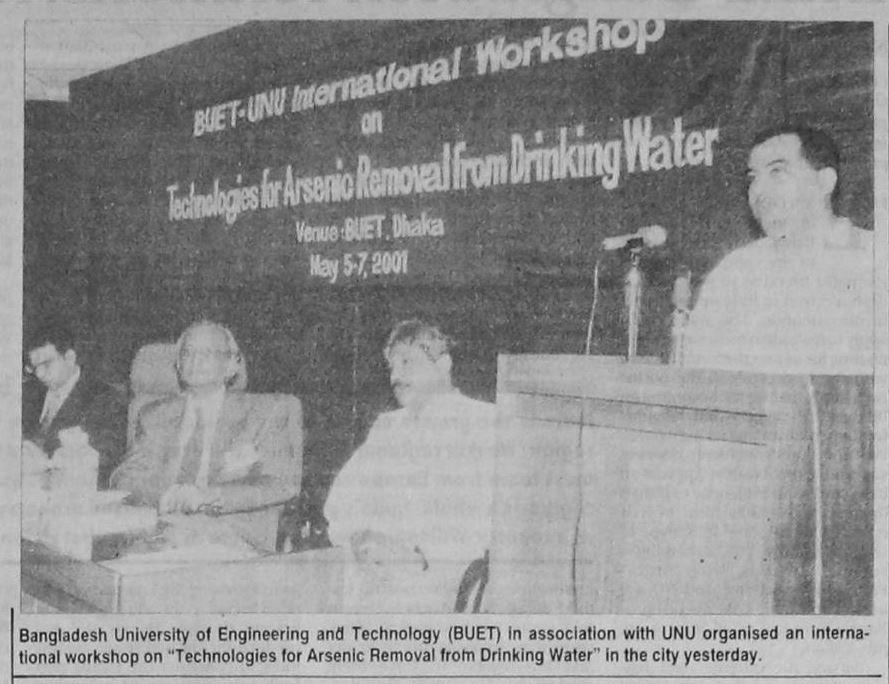 BUET-UNU International Workshop
on
Technologies for Arsenic Removal from Drinking Water
Venue: BUET, Dhaka
May 5-7, 2001
Bangladesh University of Engineering and Technology (BUET) in association with UNU organised an interna-
tional workshop on "Technologies for Arsenic Removal from Drinking Water" in the city yesterday.